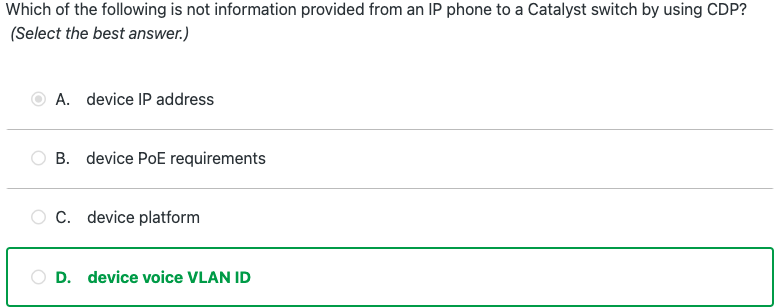 Which of the following is not information provided from an IP phone to a Catalyst switch by using CDP?
(Select the best answer.)
A. device IP address
B. device PoE requirements
C. device platform
D. device voice VLAN ID